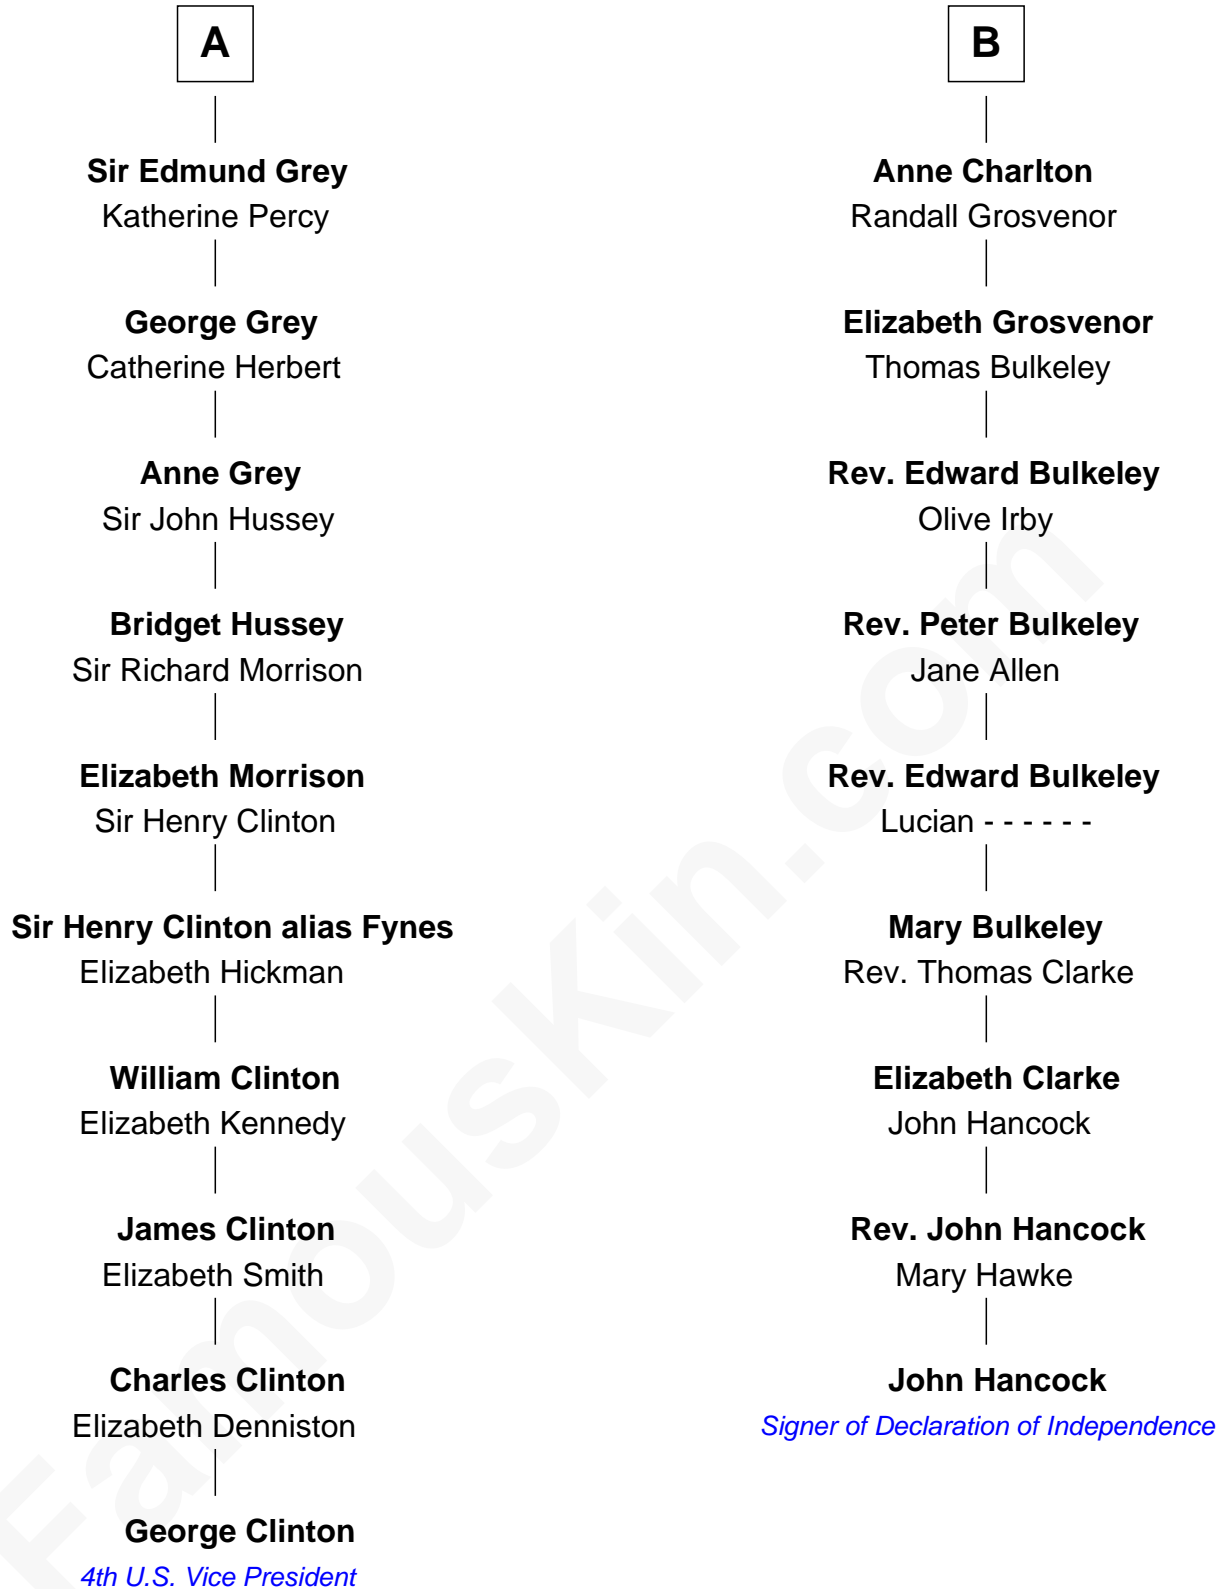 A
Sir Edmund Grey
Katherine Percy
George Grey
Catherine Herbert
Anne Grey
Sir John Hussey
Bridget Hussey
Sir Richard Morrison
Elizabeth Morrison
Sir Henry Clinton
Sir Henry Clinton alias Fynes
Elizabeth Hickman
William Clinton
Elizabeth Kennedy
James Clinton
Elizabeth Smith
Charles Clinton
Elizabeth Denniston
George Clinton
4th U.S. Vice President
B
Anne Charlton
Randall Grosvenor
Elizabeth Grosvenor
Thomas Bulkeley
Rev. Edward Bulkeley
Olive Irby
Rev. Peter Bulkeley
Jane Allen
Rev. Edward Bulkeley
Lucian - - - - - -
Mary Bulkeley
Rev. Thomas Clarke
Elizabeth Clarke
John Hancock
Rev. John Hancock
Mary Hawke
John Hancock
Signer of Declaration of Independence
FamousKin.com